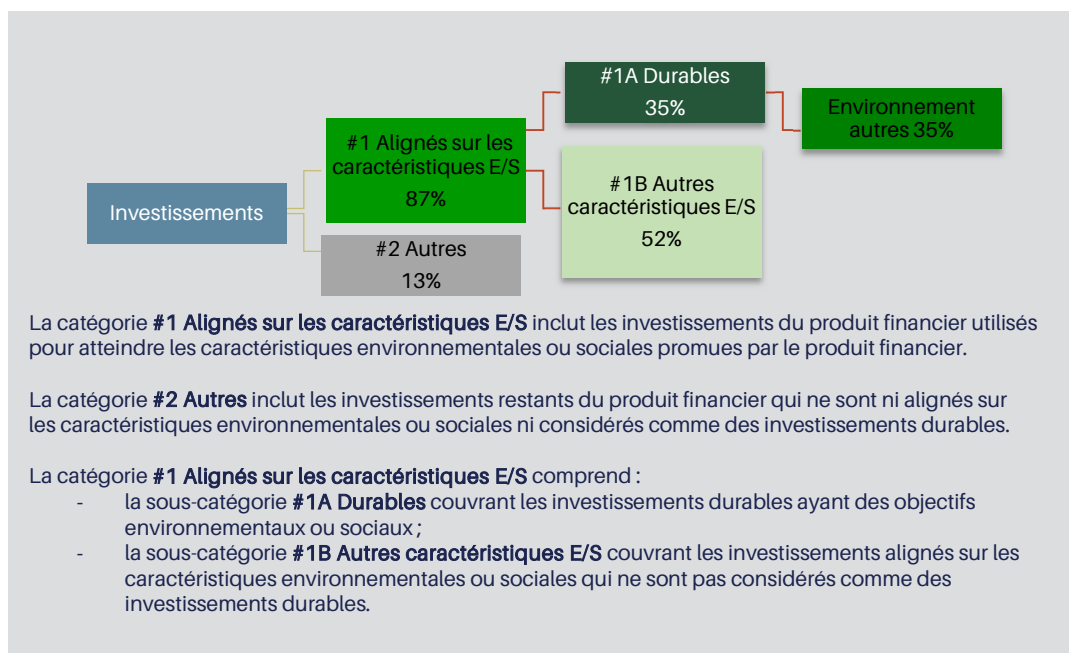 #1A Durables
35%
Environnement
autres 35%
#1 Alignés sur les
caractéristiques E/S
87%
#1B Autres
caractéristiques E/S
52%
Investissements
#2 Autres
13%
La catégorie #1 Alignés sur les caractéristiques E/S inclut les investissements du produit financier utilisés
pour atteindre les caractéristiques environnementales ou sociales promues par le produit financier.
La catégorie #2 Autres inclut les investissements restants du produit financier qui ne sont ni alignés sur
les caractéristiques environnementales ou sociales ni considérés comme des investissements durables.
La catégorie #1 Alignés sur les caractéristiques E/S comprend :
- la sous-catégorie #1A Durables couvrant les investissements durables ayant des objectifs
environnementaux ou sociaux ;
- la sous-catégorie #1B Autres caractéristiques E/S couvrant les investissements alignés sur les
caractéristiques environnementales ou sociales qui ne sont pas considérés comme des
investissements durables.